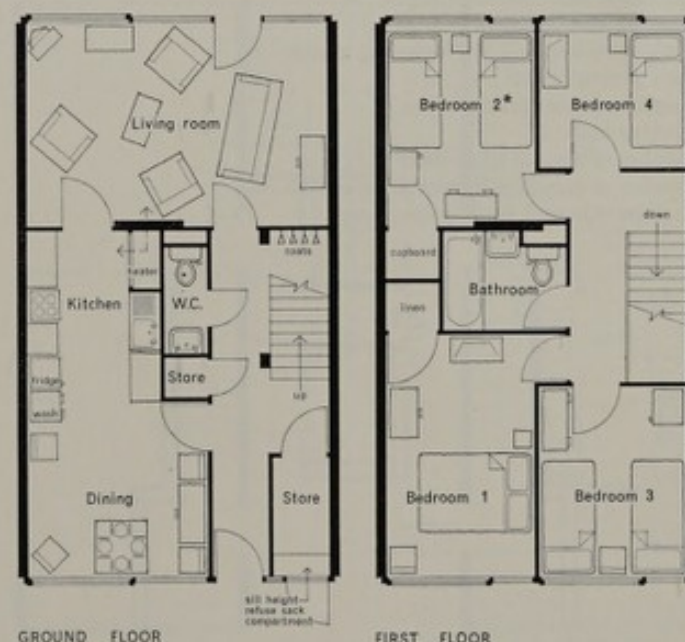 Living room
coats
heater
Kitchen
W.C.
fridge
wash
Store
up
Dining
Store
sill height
refuse sack
compartment
GROUND FLOOR
Bedroom 2*
Bedroom 4
down
cupboard
Bathroom
linen
Bedroom 1
Bedroom 3
FIRST FLOOR